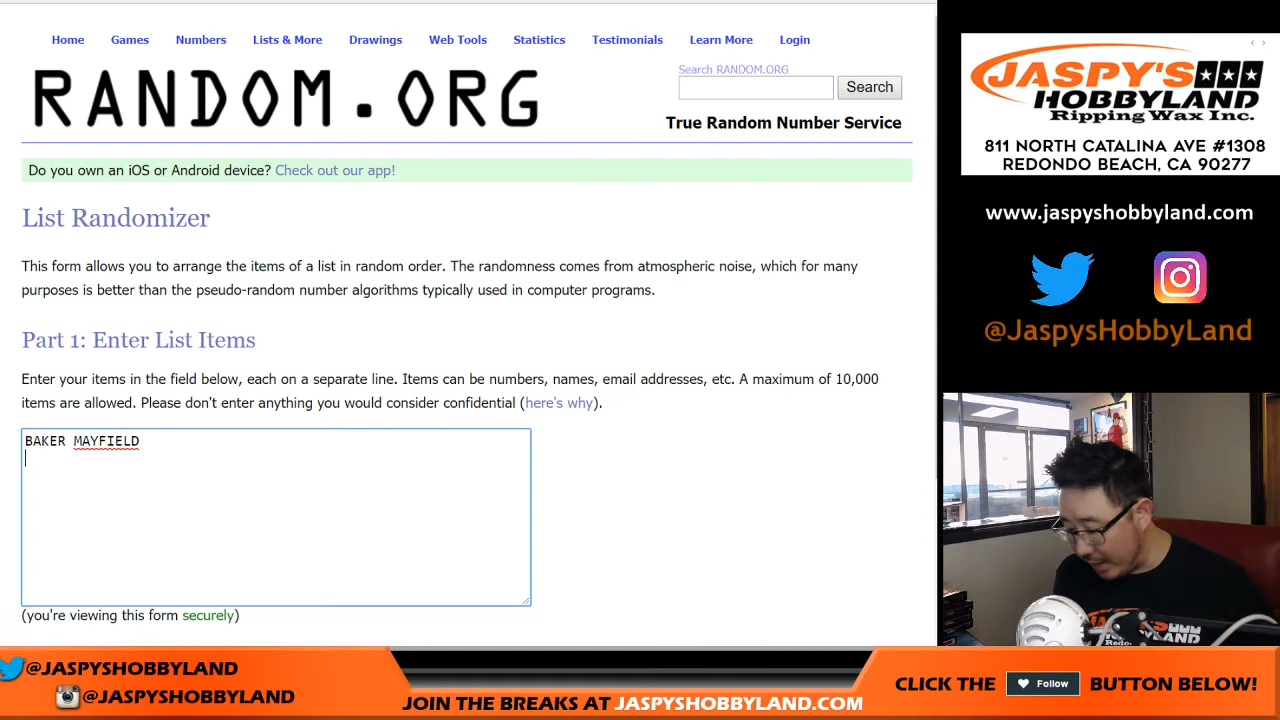 Home Games Numbers Lists & More Drawings Web Tools Statistics Testimonials Learn More Login
RANDOM.ORG
Search RANDOM.ORG
Search
True Random Number Service
Do you own an iOS or Android device? Check out our app!
List Randomizer
This form allows you to arrange the items of a list in random order. The randomness comes from atmospheric noise, which for many
purposes is better than the pseudo-random number algorithms typically used in computer programs.
Part 1: Enter List Items
Enter your items in the field below, each on a separate line. Items can be numbers, names, email addresses, etc. A maximum of 10,000
items are allowed. Please don't enter anything you would consider confidential (here's why).
BAKER MAYFIELD
(you're viewing this form securely)
JASPY'S
HOBBYLAND
Ripping Wax Inc.
811 NORTH CATALINA AVE #1308
REDONDO BEACH, CA 90277
www.jaspyshobbyland.com
@JaspysHobbyLand
JASPY'S
HOBBYLAND
@JASPYSHOBBYLAND
@JASPYSHOBBYLAND
JOIN THE BREAKS AT JASPYSHOBBYLAND.COM
CLICK THE Follow BUTTON BELOW!